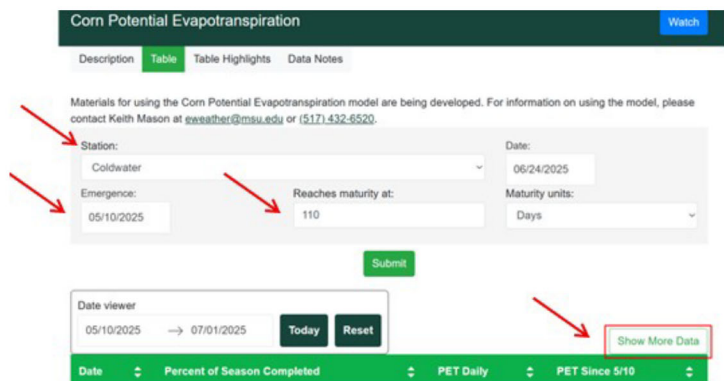 Corn Potential Evapotranspiration
Watch
Description Table Table Highlights Data Notes
Materials for using the Corn Potential Evapotranspiration model are being developed. For information on using the model, please
contact Keith Mason at eweather@msu.edu or (517) 432-6520.
Station: Date:
Coldwater 06/24/2025
Emergence: Reaches maturity at: Maturity units:
05/10/2025 110 Days
Submit
Date viewer
05/10/2025 → 07/01/2025 Today Reset
Show More Data
Date Percent of Season Completed PET Daily PET Since 5/10